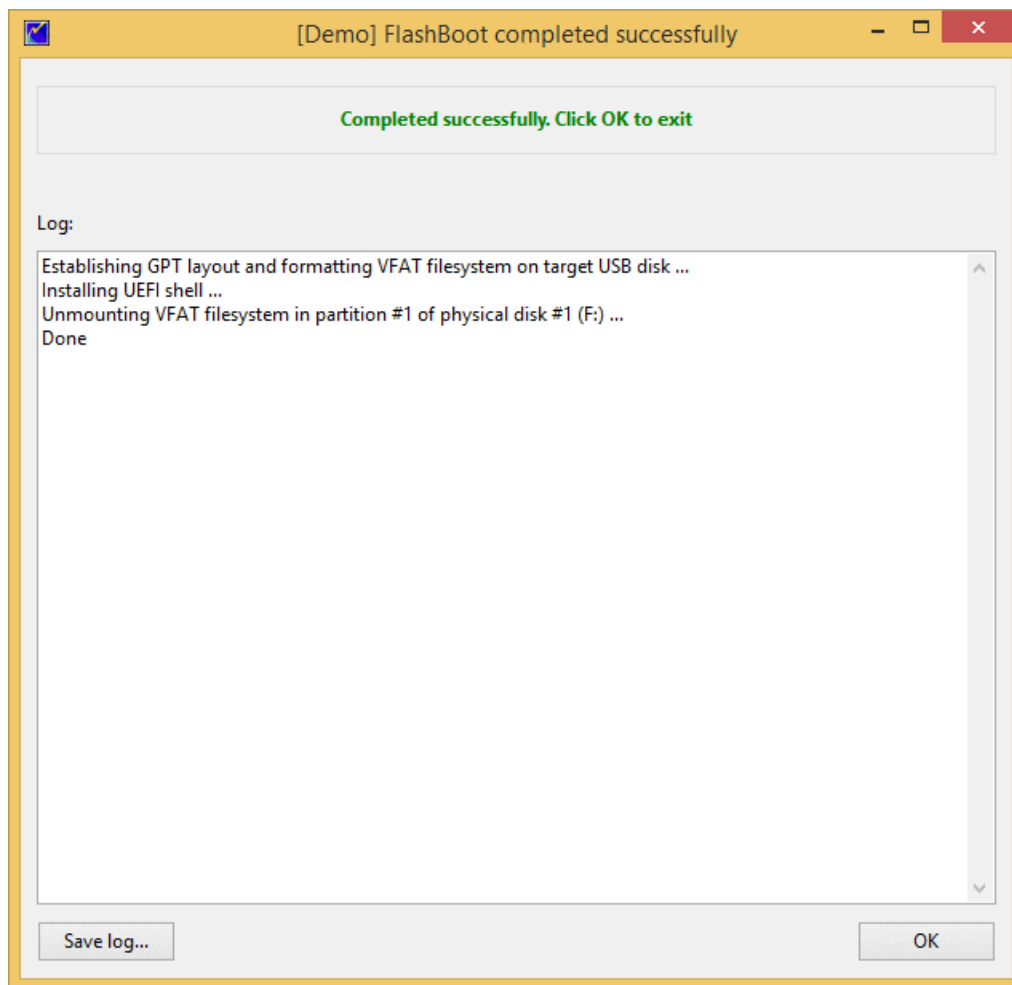 [Demo] FlashBoot completed successfully
Completed successfully. Click OK to exit
Log:
Establishing GPT layout and formatting VFAT filesystem on target USB disk ...
Installing UEFI shell ...
Unmounting VFAT filesystem in partition #1 of physical disk #1 (F:) ...
Done
Save log...
OK